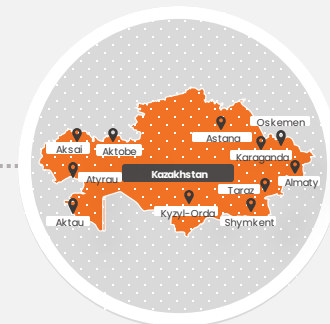 Oskemen
Astana
Aksai
Aktobe
Karaganda
Kazakhstan
Atyrau
Taraz
Almaty
Kyzyl-Orda
Aktau
Shymkent